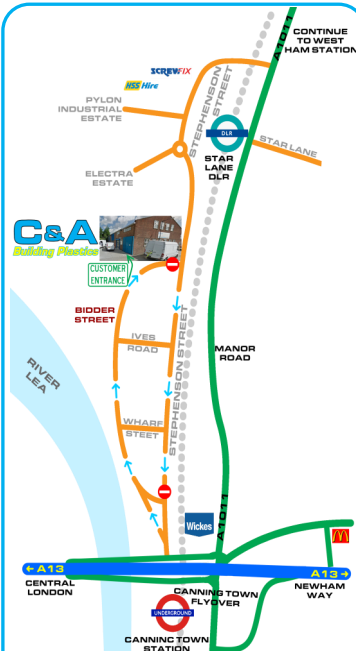 A1011
CONTINUE
TO WEST
HAM STATION
SCREWFIX
HSS Hire
STEPHENSON
STREET
PYLON
INDUSTRIAL
ESTATE
DLR
STAR
LANE
DLR
STAR LANE
ELECTRA
ESTATE
C&A
Building Plastics
CUSTOMER
ENTRANCE
BIDDER
STREET
IVES
ROAD
STEPHENSON STREET
MANOR
ROAD
RIVER
LEA
WHARF
STEET
Wickes
A1011
← A13
CENTRAL
LONDON
CANNING TOWN
FLYOVER
A13 →
NEWHAM
WAY
UNDERGROUND
CANNING TOWN
STATION